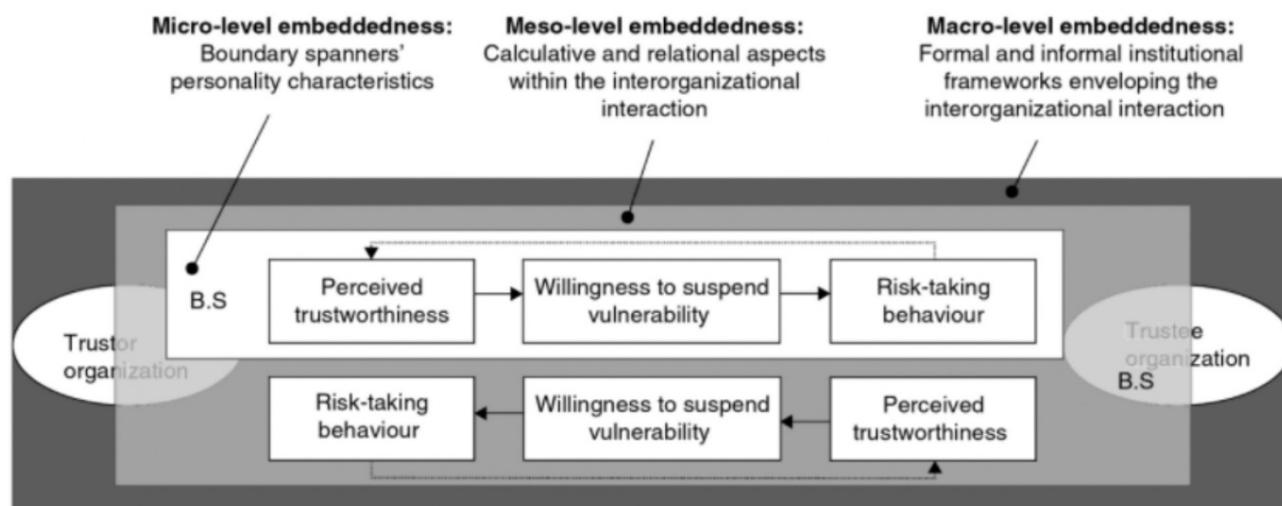 Micro-level embeddedness:
Boundary spanners'
personality characteristics
Meso-level embeddedness:
Calculative and relational aspects
within the interorganizational
interaction
Macro-level embeddedness:
Formal and informal institutional
frameworks enveloping the
interorganizational interaction
B.S
Perceived
trustworthiness
Willingness to suspend
vulnerability
Risk-taking
behaviour
Trustor
organization
Trustee
organization
B.S
Risk-taking
behaviour
Willingness to suspend
vulnerability
Perceived
trustworthiness